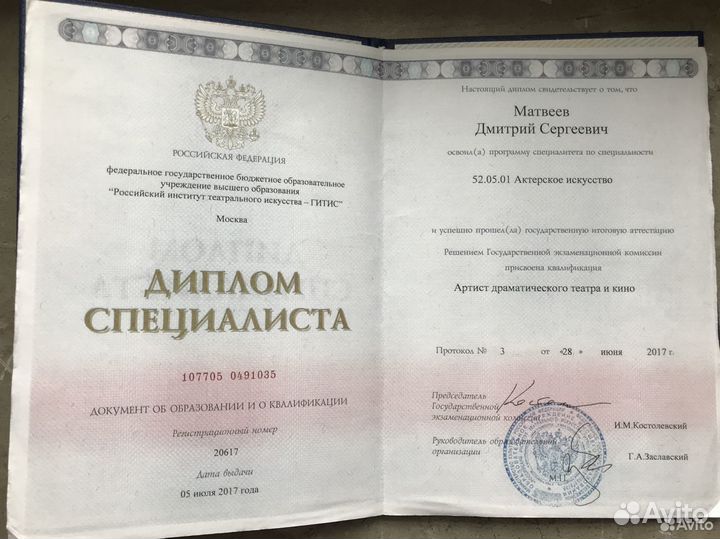 РОССИЙСКАЯ ФЕДЕРАЦИЯ
федеральное государственное бюджетное образовательное
учреждение высшего образования
"Российский институт театрального искусства – ГИТИС"
Москва
ДИПЛОМ
СПЕЦИАЛИСТА
107705 0491035
ДОКУМЕНТ ОБ ОБРАЗОВАНИИ И О КВАЛИФИКАЦИИ
Регистрационный номер
20617
Дата выдачи
05 июля 2017 года
Настоящий диплом свидетельствует о том, что
Матвеев
Дмитрий Сергеевич
освоил(а) программу специалитета по специальности
52.05.01 Актерское искусство
и успешно прошел(ла) государственную итоговую аттестацию
Решением Государственной экзаменационной комиссии
присвоена квалификация
Артист драматического театра и кино
Протокол № 3 от «28» июня 2017 г.
Председатель
Государственной
экзаменационной комиссии
И.М.Костолевский
Руководитель образовательной
организации
Г.А.Заславский
М.П.
Avito
Avito